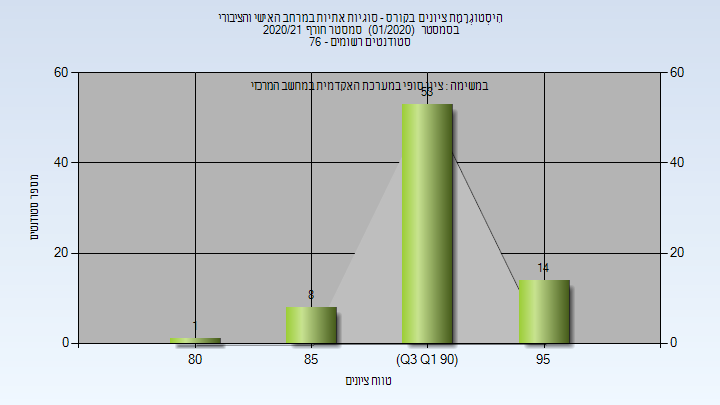 היסטוגרמת ציונים בקורס - סוגיות אתיות במרחב האישי והציבורי
בסמסטר (01/2020) סמסטר חורף 2020/21
סטודנטים רשומים - 76
במשימה : ציון סופי במערכת האקדמית במחשב המרכזי
60
60
53
40
40
מספר סטודנטים
20
20
14
8
1
0
0
80
85
(Q3 Q1 90)
95
טווח ציונים